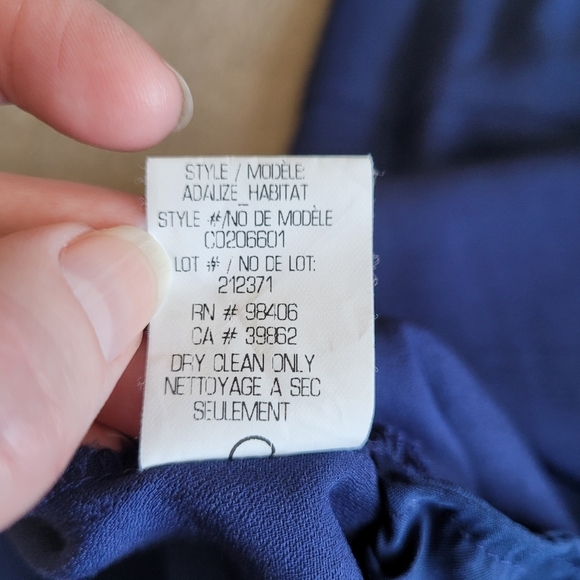 STYLE / MODÈLE:
ADALIZE_HABITAT
STYLE #/NO DE MODÈLE
C0206601
LOT # / NO DE LOT:
212371
RN # 98406
CA # 39862
DRY CLEAN ONLY
NETTOYAGE A SEC
SEULEMENT